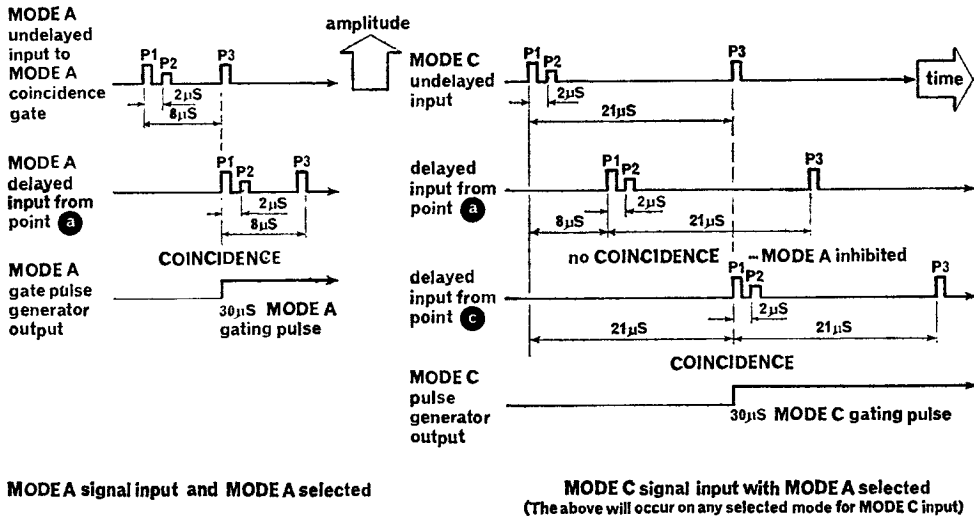 MODE A
undelayed
input to
MODE A
coincidence
gate
P1
P2
P3
2µS
8µS
amplitude
MODE A
delayed
input from
point a
P1
P2
P3
2µS
8µS
COINCIDENCE
MODE A
gate pulse
generator
output
30µS MODE A
gating pulse
MODE A signal input and MODE A selected
MODE C
undelayed
input
P1
P2
P3
2µS
21µS
time
delayed
input from
point a
P1
P2
P3
2µS
8µS
21µS
no COINCIDENCE – MODE A inhibited
delayed
input from
point c
P1
P2
P3
2µS
21µS
21µS
COINCIDENCE
MODE C
pulse
generator
output
30µS MODE C gating pulse
MODE C signal input with MODE A selected
(The above will occur on any selected mode for MODE C input)